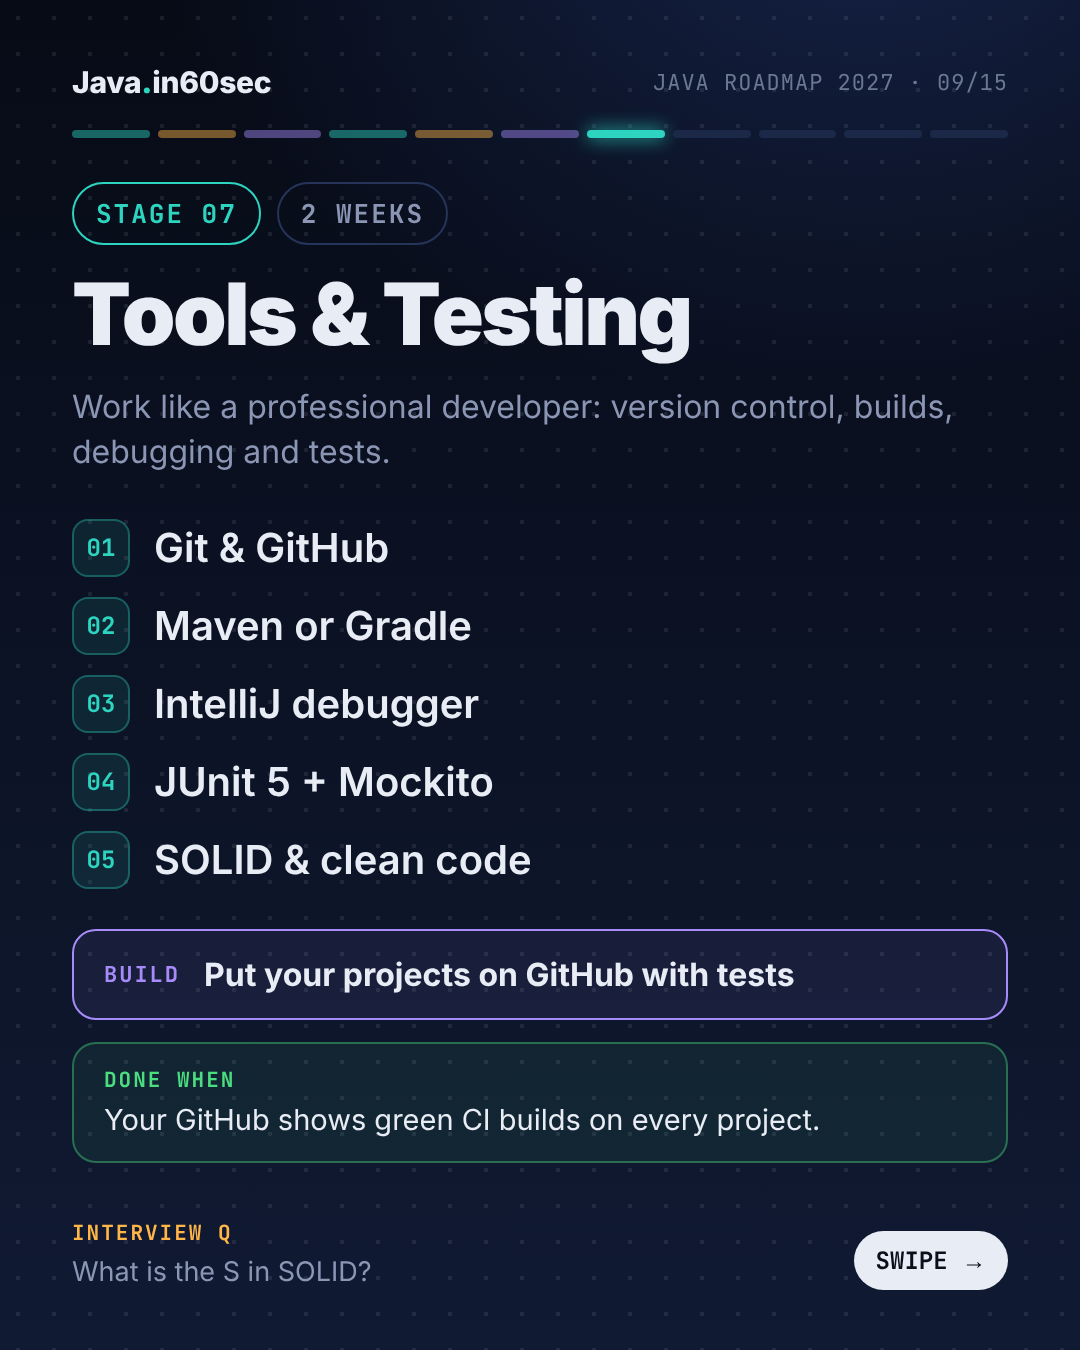 Java.in60sec
JAVA ROADMAP 2027 · 09/15
STAGE 07
2 WEEKS
Tools & Testing
Work like a professional developer: version control, builds,
debugging and tests.
01 Git & GitHub
02 Maven or Gradle
03 IntelliJ debugger
04 JUnit 5 + Mockito
05 SOLID & clean code
BUILD Put your projects on GitHub with tests
DONE WHEN
Your GitHub shows green CI builds on every project.
INTERVIEW Q
What is the S in SOLID?
SWIPE →